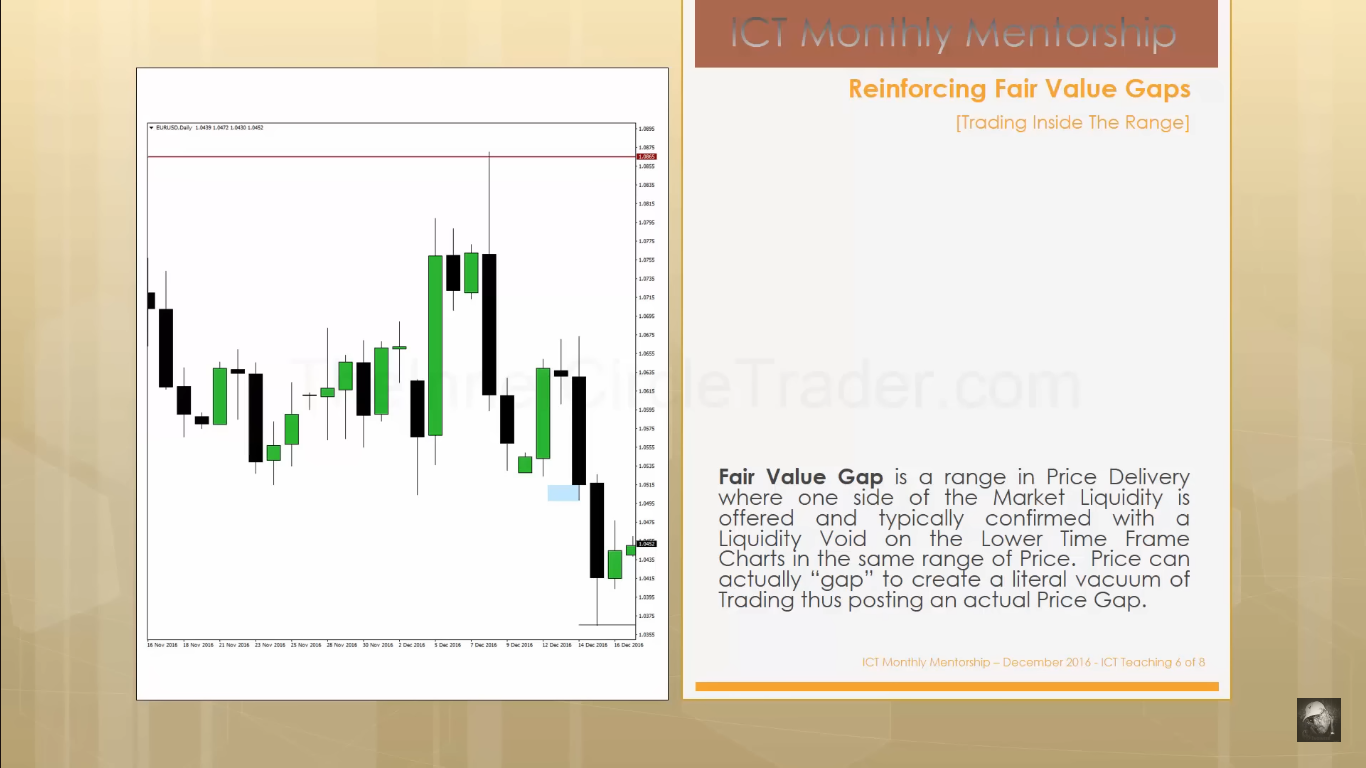 ICT Monthly Mentorship
Reinforcing Fair Value Gaps
[Trading Inside The Range]
EURUSD,Daily 1.0439 1.0472 1.0430 1.0452
1.0895
1.0875
1.0865
1.0855
1.0835
1.0815
1.0795
1.0775
1.0755
1.0735
1.0715
1.0695
1.0675
1.0655
1.0635
1.0615
1.0595
1.0575
1.0555
1.0535
1.0515
1.0495
1.0475
1.0452
1.0435
1.0415
1.0395
1.0375
1.0355
16 Nov 2016 18 Nov 2016 21 Nov 2016 23 Nov 2016 25 Nov 2016 28 Nov 2016 30 Nov 2016 2 Dec 2016 5 Dec 2016 7 Dec 2016 9 Dec 2016 12 Dec 2016 14 Dec 2016 16 Dec 2016
TheInnerCircleTrader.com
Fair Value Gap is a range in Price Delivery
where one side of the Market Liquidity is
offered and typically confirmed with a
Liquidity Void on the Lower Time Frame
Charts in the same range of Price. Price can
actually “gap” to create a literal vacuum of
Trading thus posting an actual Price Gap.
ICT Monthly Mentorship – December 2016 - ICT Teaching 6 of 8